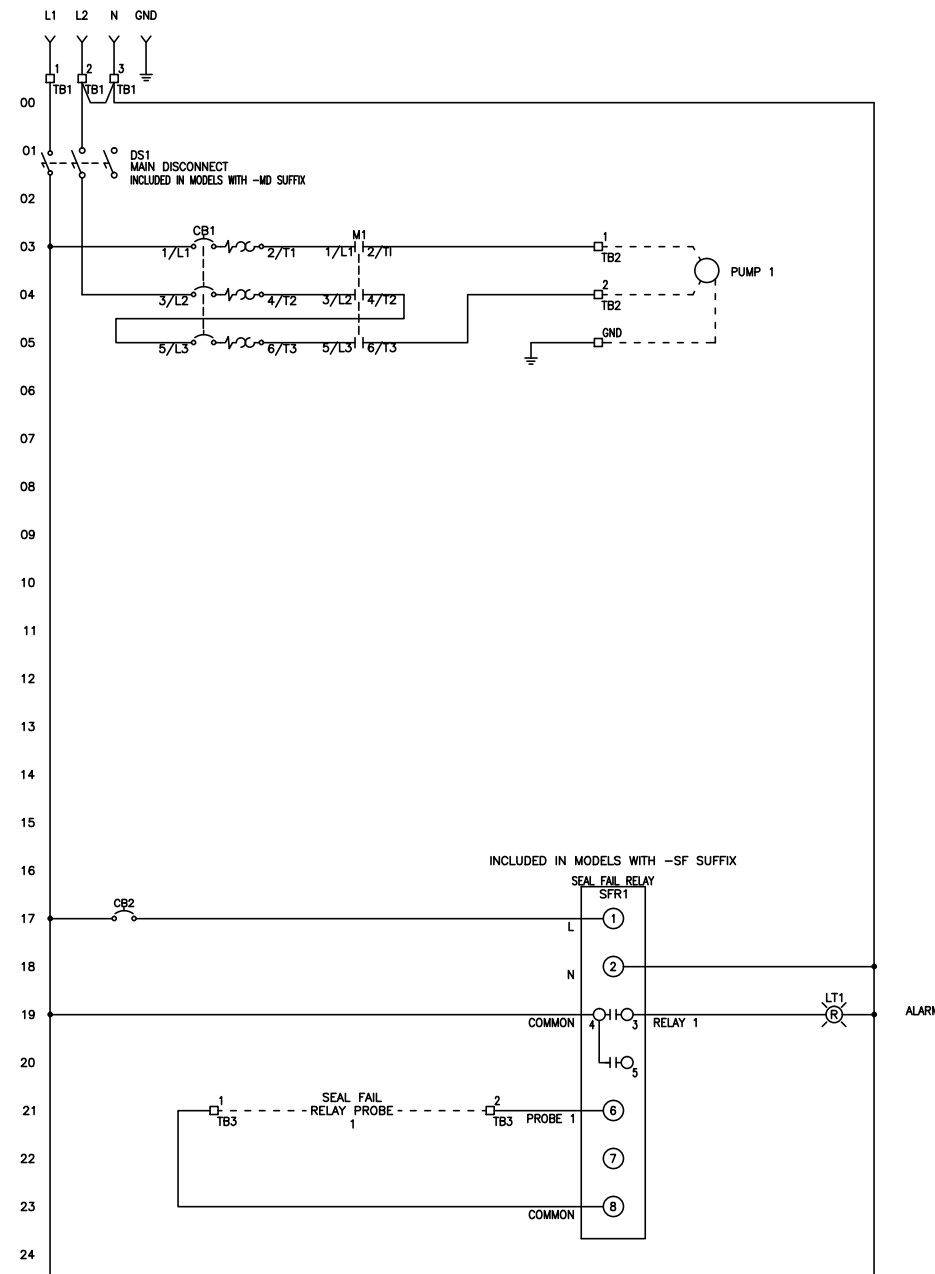 L1 L2 N GND
1 2 3
TB1 TB1 TB1
00
01 DS1
MAIN DISCONNECT
INCLUDED IN MODELS WITH -MD SUFFIX
02
CB1 M1
03 1/L1 2/T1 1/L1 2/TI 1
TB2
PUMP 1
04 3/L2 4/T2 3/L2 4/T2 2
TB2
05 5/L3 6/T3 5/L3 6/T3 GND
06
07
08
09
10
11
12
13
14
15
16 INCLUDED IN MODELS WITH -SF SUFFIX
SEAL FAIL RELAY
SFR1
CB2
17 L 1
18 N 2
LT1
19 COMMON 4 3 RELAY 1 R ALARM
20 5
21 1 TB3 SEAL FAIL
RELAY PROBE
1
2 TB3 PROBE 1 6
22 7
23 COMMON 8
24